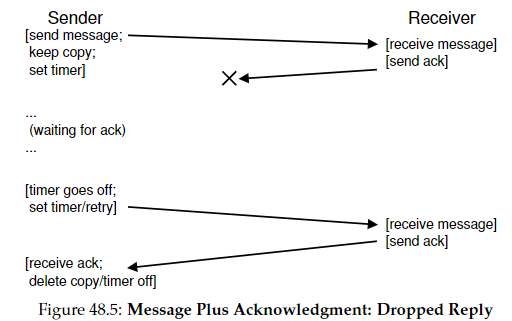 Sender
Receiver
[send message;
keep copy;
set timer]
[receive message]
[send ack]
...
(waiting for ack)
...
[timer goes off;
set timer/retry]
[receive message]
[send ack]
[receive ack;
delete copy/timer off]
Figure 48.5: Message Plus Acknowledgment: Dropped Reply